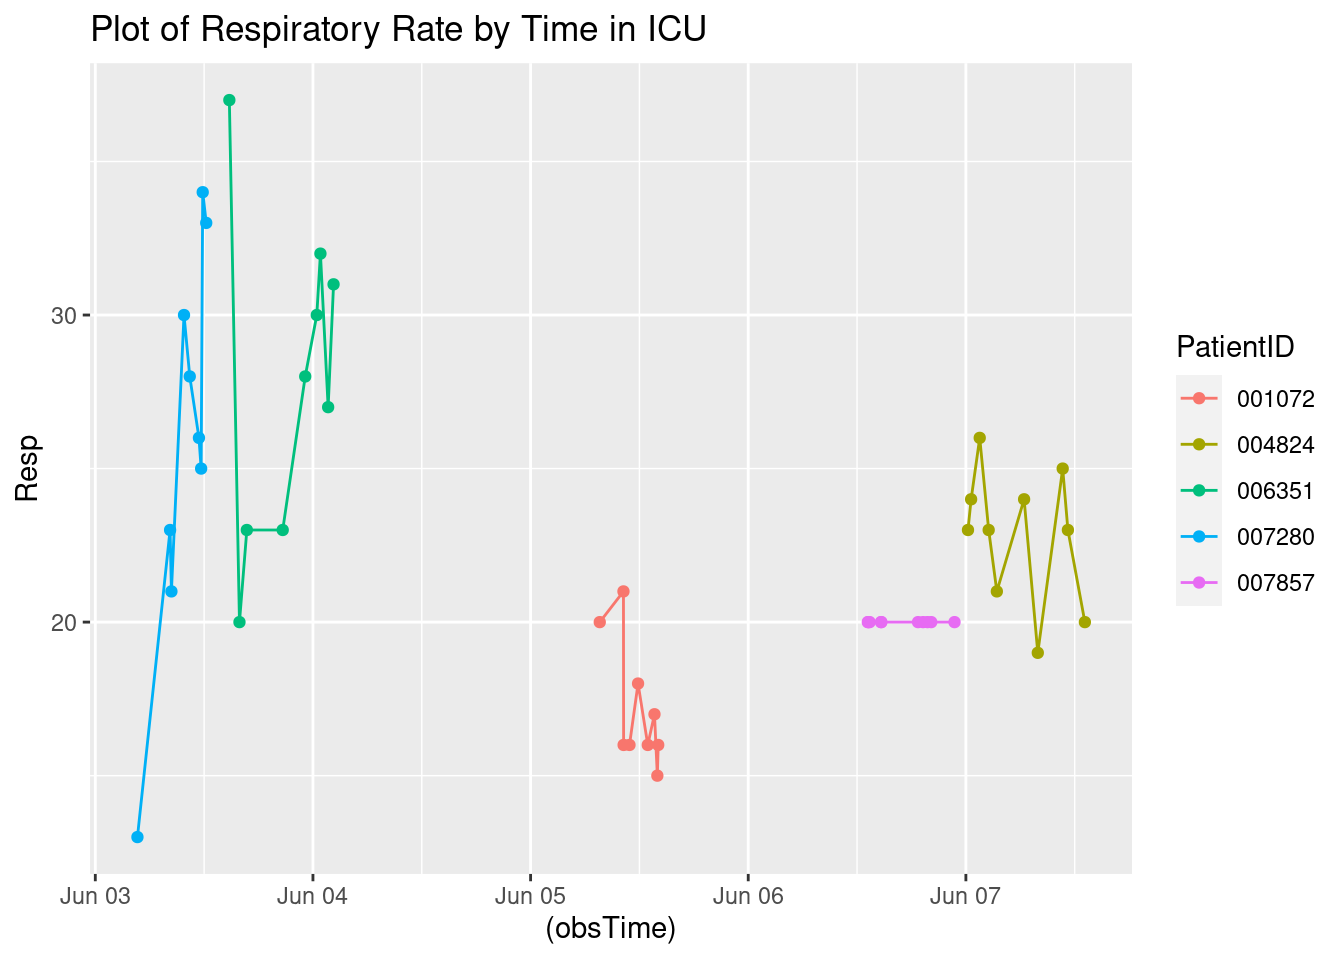 Plot of Respiratory Rate by Time in ICU
Resp
30
20
Jun 03
Jun 04
Jun 05
Jun 06
Jun 07
(obsTime)
PatientID
001072
004824
006351
007280
007857